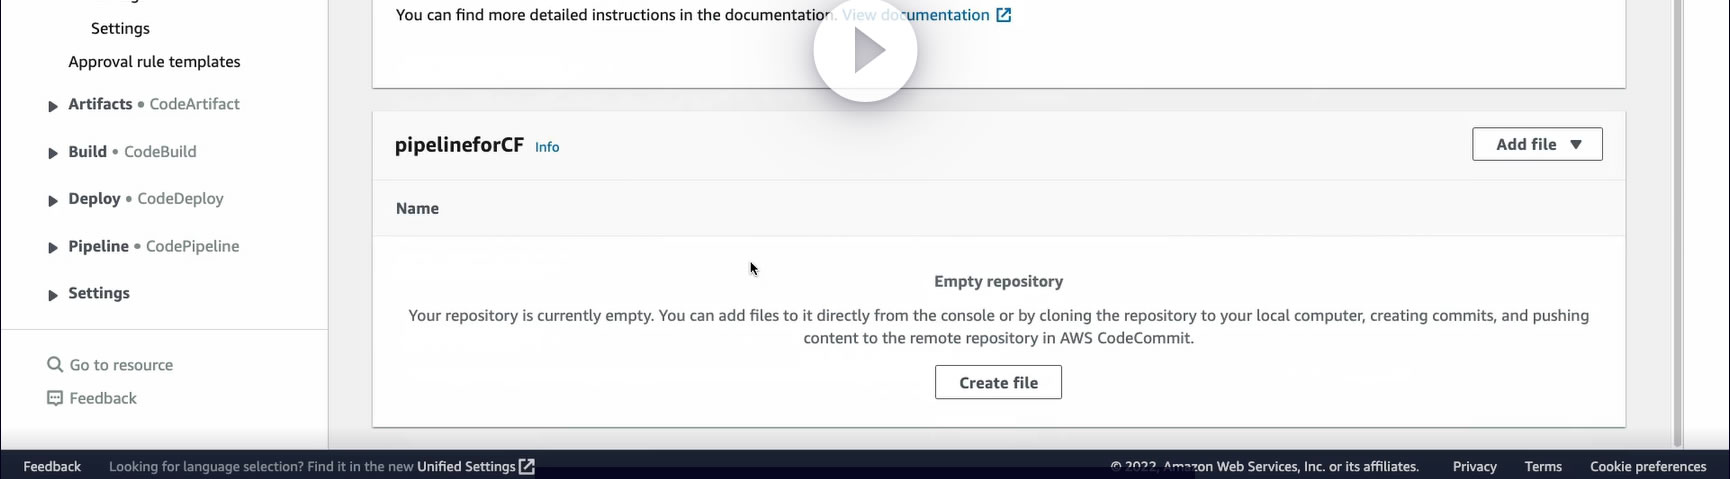 You can find more detailed instructions in the documentation. View documentation
Settings
Approval rule templates
Artifacts • CodeArtifact
Build • CodeBuild
Deploy • CodeDeploy
Pipeline • CodePipeline
Settings
Go to resource
Feedback
pipelineforCF Info
Add file
Name
Empty repository
Your repository is currently empty. You can add files to it directly from the console or by cloning the repository to your local computer, creating commits, and pushing
content to the remote repository in AWS CodeCommit.
Create file
Feedback Looking for language selection? Find it in the new Unified Settings © 2022, Amazon Web Services, Inc. or its affiliates. Privacy Terms Cookie preferences